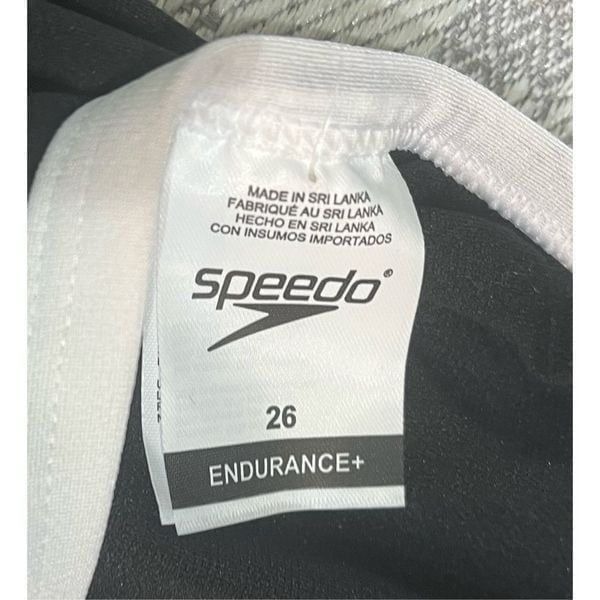 MADE IN SRI LANKA
FABRIQUÉ AU SRI LANKA
HECHO EN SRI LANKA
CON INSUMOS IMPORTADOS
speedo®
26
ENDURANCE+